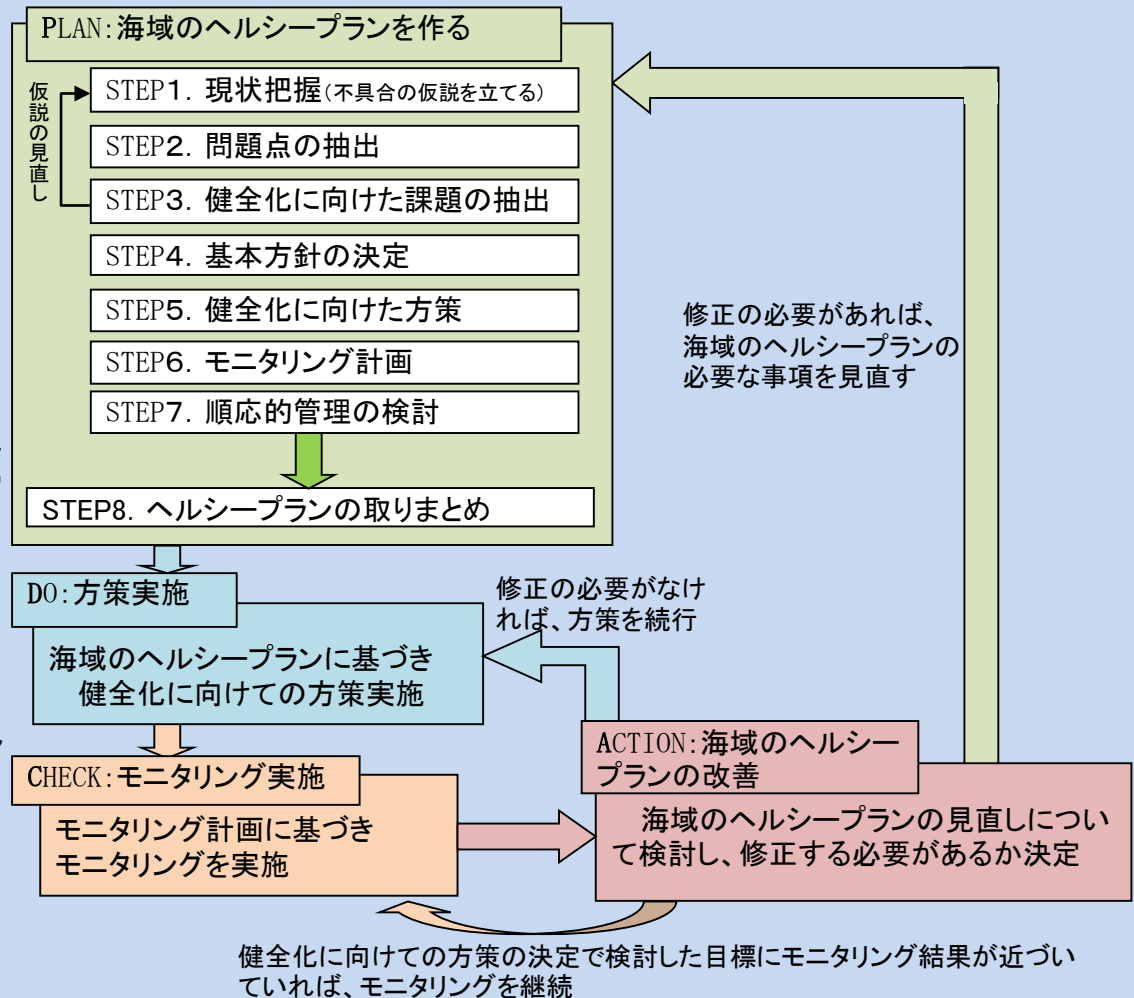 PLAN:海域のヘルシープランを作る
仮説の見直し
STEP1. 現状把握(不具合の仮説を立てる)
STEP2. 問題点の抽出
STEP3. 健全化に向けた課題の抽出
STEP4. 基本方針の決定
STEP5. 健全化に向けた方策
STEP6. モニタリング計画
STEP7. 順応的管理の検討
STEP8. ヘルシープランの取りまとめ
修正の必要があれば、
海域のヘルシープランの
必要な事項を見直す
DO:方策実施
海域のヘルシープランに基づき
健全化に向けての方策実施
修正の必要がなけ
れば、方策を続行
CHECK:モニタリング実施
モニタリング計画に基づき
モニタリングを実施
ACTION:海域のヘルシー
プランの改善
海域のヘルシープランの見直しについ
て検討し、修正する必要があるか決定
健全化に向けての方策の決定で検討した目標にモニタリング結果が近づい
ていれば、モニタリングを継続